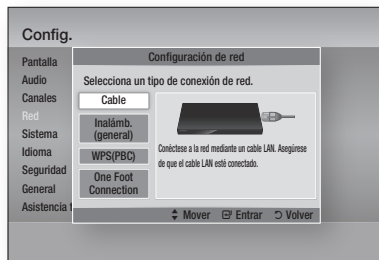 Config.
Pantalla
Audio
Canales
Red
Sistema
Idioma
Seguridad
General
Asistencia
Configuración de red
Selecciona un tipo de conexión de red.
Cable
Inalámb.
(general)
WPS(PBC)
One Foot
Connection
Conéctese a la red mediante un cable LAN. Asegúrese
de que el cable LAN esté conectado.
Mover Entrar Volver